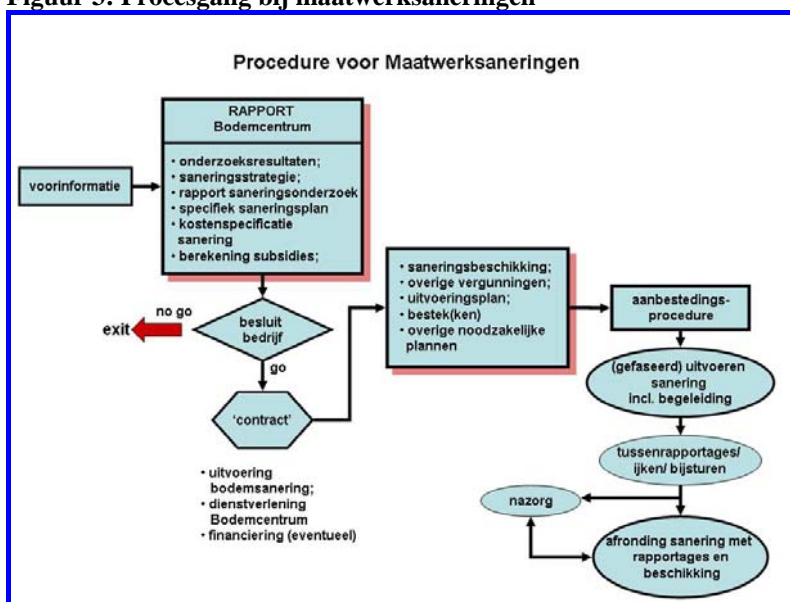 Figuur 3: Procesgang bij maatwerksaneringen
Procedure voor Maatwerksaneringen
RAPPORT
Bodemcentrum
• onderzoeksresultaten;
• saneringsstrategie;
• rapport saneringsonderzoek
• specifiek saneringsplan
• kostenspecificatie
sanering
• berekening subsidies;
voorinformatie
no go
exit
besluit
bedrijf
go
'contract'
• uitvoering
bodemsanering;
• dienstverlening
Bodemcentrum
• financiering (eventueel)
• saneringsbeschikking;
• overige vergunningen;
• uitvoeringsplan;
• bestek(ken)
• overige noodzakelijke
plannen
aanbestedings-
procedure
(gefaseerd) uitvoeren
sanering
incl. begeleiding
tussenrapportages/
ijken/ bijsturen
nazorg
afronding sanering met
rapportages en
beschikking